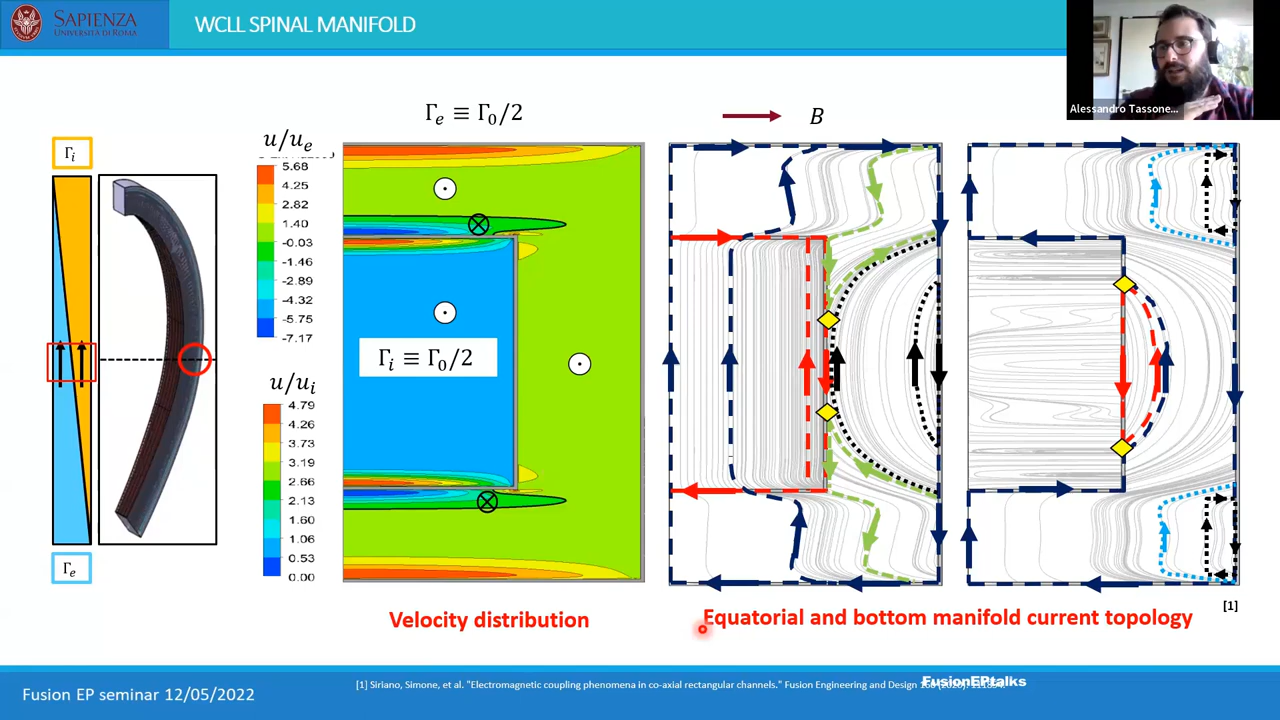 SAPIENZA
UNIVERSITÀ DI ROMA
WCLL SPINAL MANIFOLD
Alessandro Tassone...
Γe ≡ Γ0/2
B
Γi
u/ue
5.68
4.25
2.82
1.40
-0.03
-1.46
-2.89
-4.32
-5.75
-7.17
Γi ≡ Γ0/2
u/ui
4.79
4.26
3.73
3.19
2.66
2.13
1.60
1.06
0.53
0.00
Γe
Velocity distribution
Equatorial and bottom manifold current topology
[1]
Fusion EP seminar 12/05/2022
[1] Siriano, Simone, et al. "Electromagnetic coupling phenomena in co-axial rectangular channels." Fusion Engineering and Design
FusionEPtalks